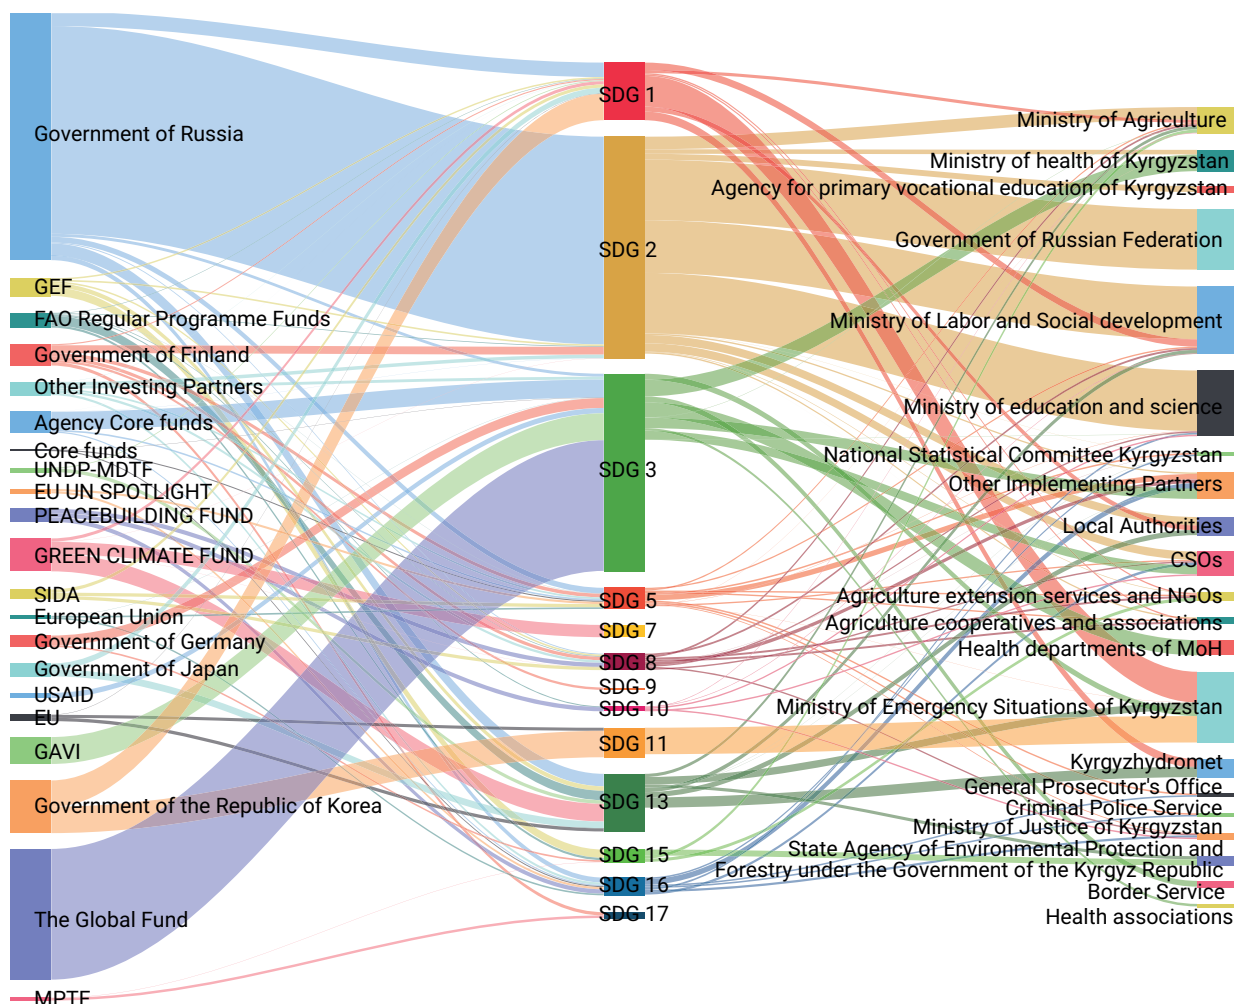 Government of Russia
GEF
FAO Regular Programme Funds
Government of Finland
Other Investing Partners
Agency Core funds
Core funds
UNDP-MDTF
EU UN SPOTLIGHT
PEACEBUILDING FUND
GREEN CLIMATE FUND
SIDA
European Union
Government of Germany
Government of Japan
USAID
EU
GAVI
Government of the Republic of Korea
The Global Fund
MPTF
SDG 1
SDG 2
SDG 3
SDG 5
SDG 7
SDG 8
SDG 9
SDG 10
SDG 11
SDG 13
SDG 15
SDG 16
SDG 17
Ministry of Agriculture
Ministry of health of Kyrgyzstan
Agency for primary vocational education of Kyrgyzstan
Government of Russian Federation
Ministry of Labor and Social development
Ministry of education and science
National Statistical Committee Kyrgyzstan
Other Implementing Partners
Local Authorities
CSOs
Agriculture extension services and NGOs
Agriculture cooperatives and associations
Health departments of MoH
Ministry of Emergency Situations of Kyrgyzstan
Kyrgyzhydromet
General Prosecutor's Office
Criminal Police Service
Ministry of Justice of Kyrgyzstan
State Agency of Environmental Protection and
Forestry under the Government of the Kyrgyz Republic
Border Service
Health associations